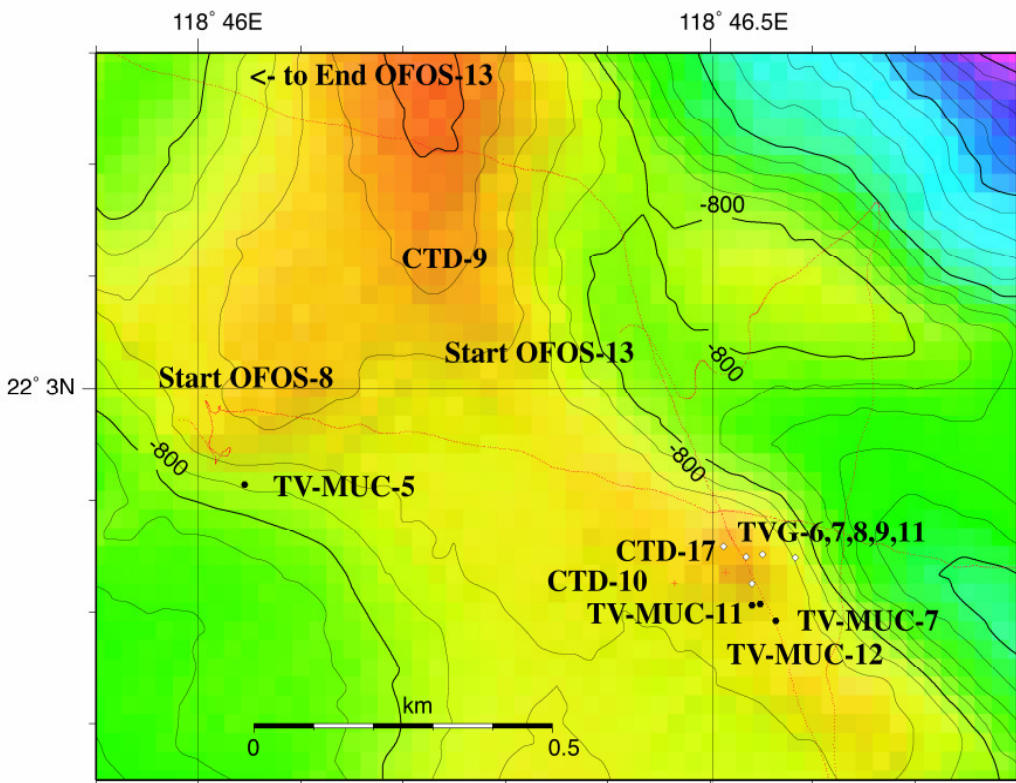 118° 46E
118° 46.5E
<- to End OFOS-13
-800
CTD-9
Start OFOS-13
-800
Start OFOS-8
22° 3N
-800
-800
TV-MUC-5
TVG-6,7,8,9,11
CTD-17
CTD-10
TV-MUC-11
TV-MUC-7
TV-MUC-12
km
0
0.5